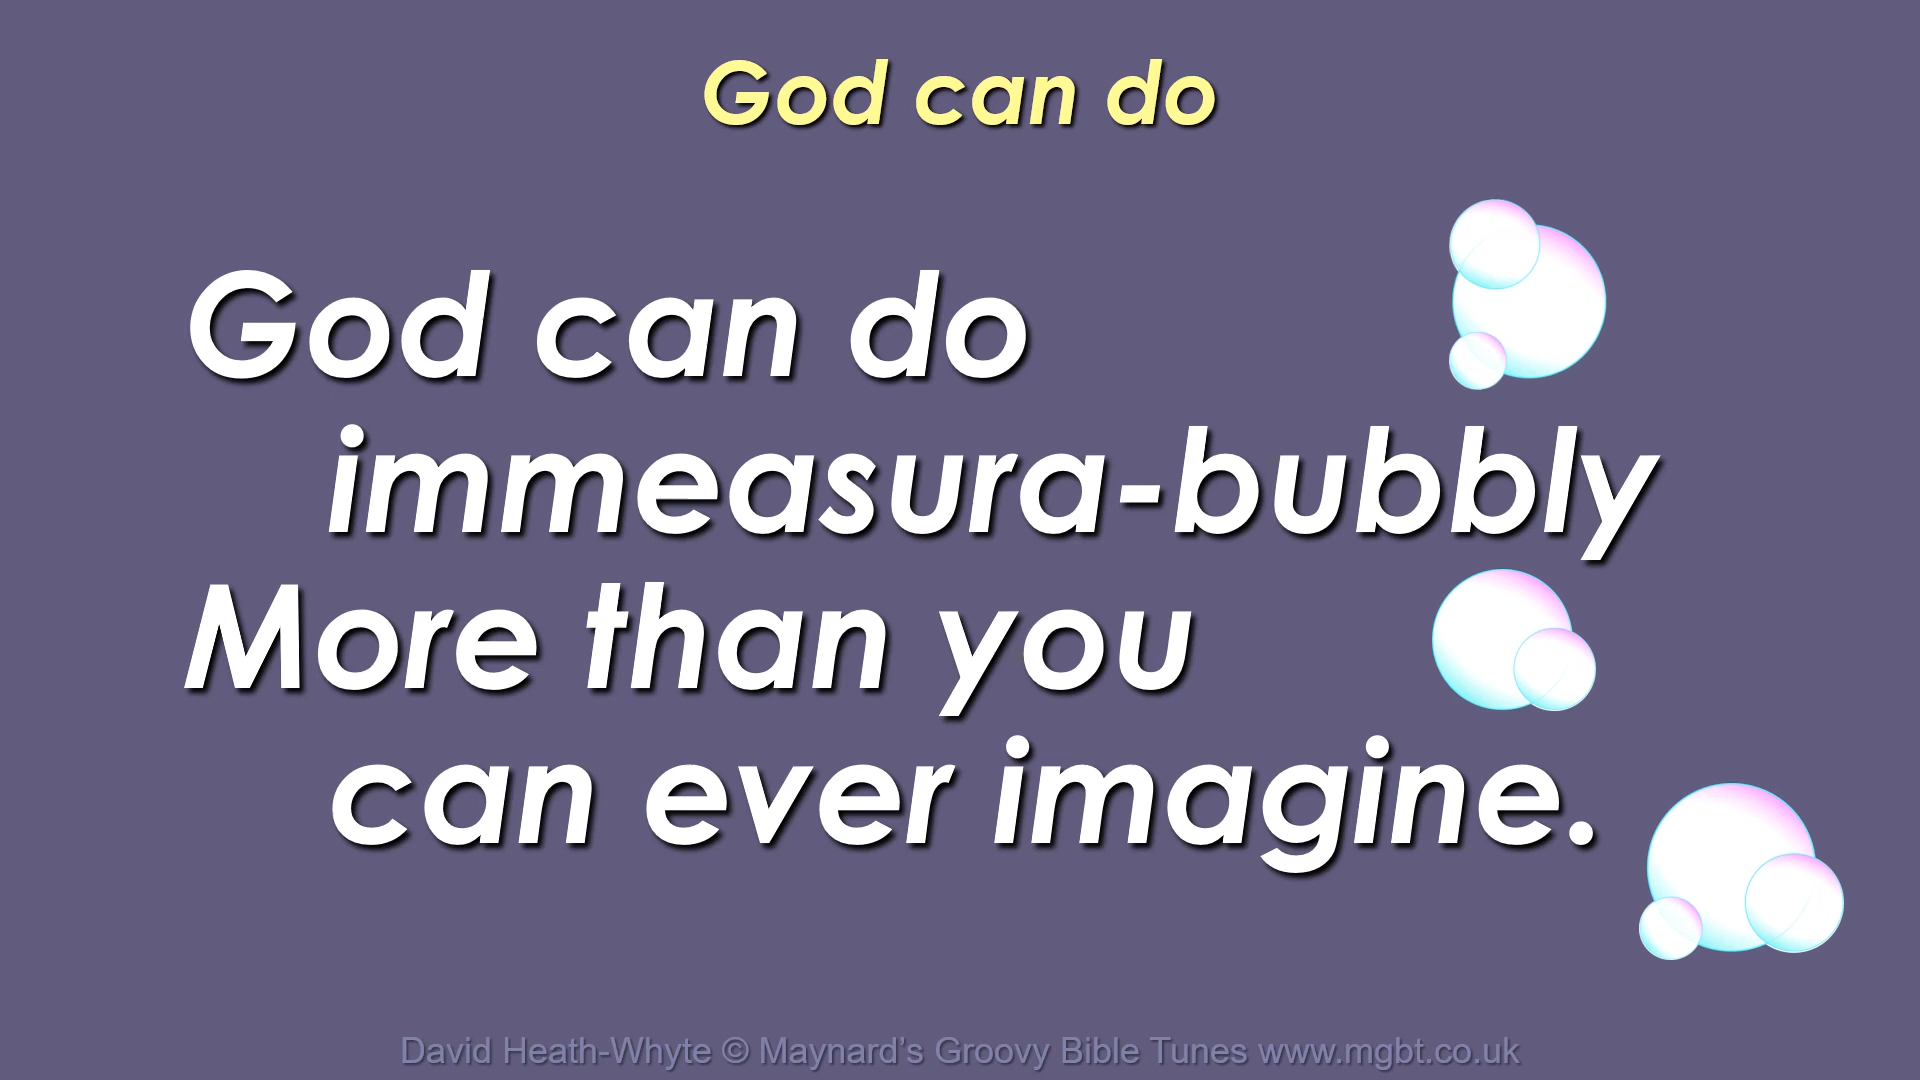 God can do
God can do
immeasura-bubbly
More than you
can ever imagine.
David Heath-Whyte © Maynard’s Groovy Bible Tunes www.mgbt.co.uk